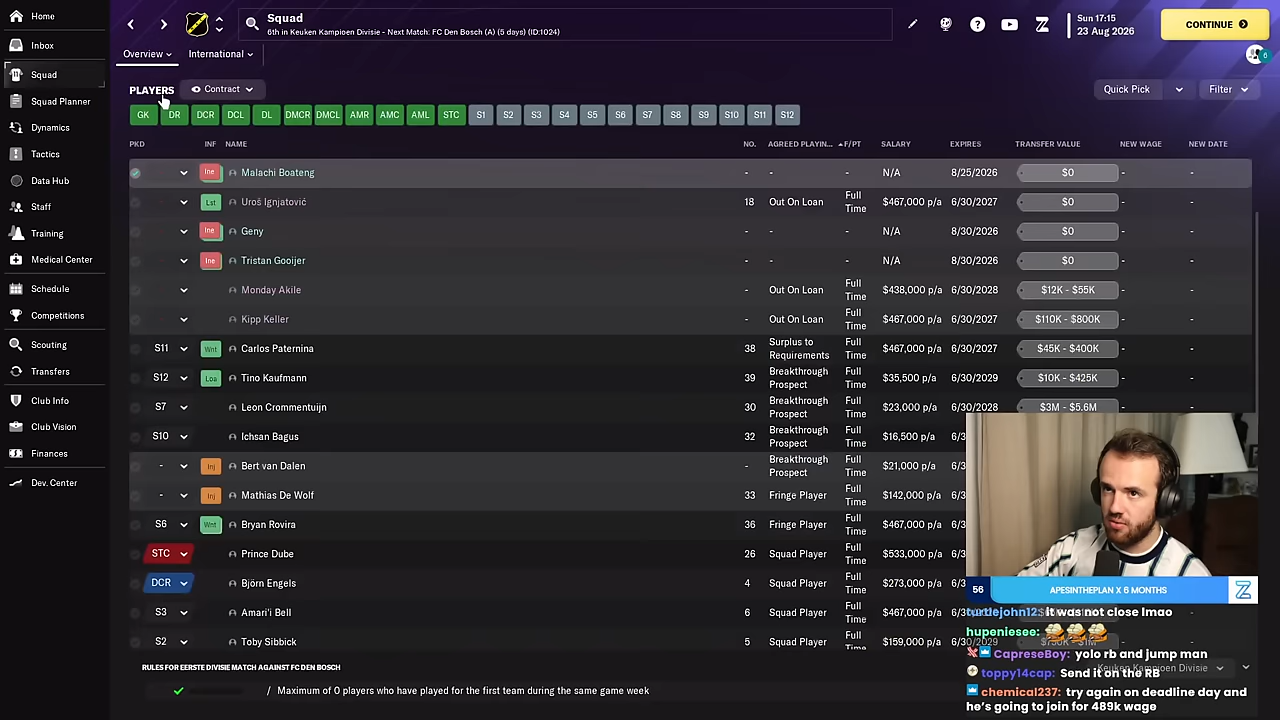 Home
Squad
6th in Keuken Kampioen Divisie - Next Match: FC Den Bosch (A) (5 days) (ID:1024)
Sun 17:15
23 Aug 2026
CONTINUE
Inbox
Squad
Squad Planner
Dynamics
Tactics
Data Hub
Staff
Training
Medical Center
Schedule
Competitions
Scouting
Transfers
Club Info
Club Vision
Finances
Dev. Center
Overview
International
PLAYERS
Contract
Quick Pick
Filter
GK DR DCR DCL DL DMCR DMCL AMR AMC AML STC S1 S2 S3 S4 S5 S6 S7 S8 S9 S10 S11 S12
PKD INF NAME NO. AGREED PLAYIN... F/PT SALARY EXPIRES TRANSFER VALUE NEW WAGE NEW DATE
Ine Malachi Boateng - - - N/A 8/25/2026 $0 - -
Lst Uroš Ignjatović 18 Out On Loan Full Time $467,000 p/a 6/30/2027 $0 - -
Ine Geny - - - N/A 8/30/2026 $0 - -
Ine Tristan Gooijer - - - N/A 8/30/2026 $0 - -
Monday Akile - Out On Loan Full Time $438,000 p/a 6/30/2028 $12K - $55K - -
Kipp Keller - Out On Loan Full Time $467,000 p/a 6/30/2027 $110K - $800K - -
S11 Wnt Carlos Paternina 38 Surplus to Requirements Full Time $467,000 p/a 6/30/2027 $45K - $400K - -
S12 Loa Tino Kaufmann 39 Breakthrough Prospect Full Time $35,500 p/a 6/30/2029 $10K - $425K - -
S7 Leon Crommentuijn 30 Breakthrough Prospect Full Time $23,000 p/a 6/30/2028 $3M - $5.6M - -
S10 Ichsan Bagus 32 Breakthrough Prospect Full Time $16,500 p/a 6/3
- Inj Bert van Dalen - Breakthrough Prospect Full Time $21,000 p/a 6/3
- Inj Mathias De Wolf 33 Fringe Player Full Time $142,000 p/a 6/3
S6 Wnt Bryan Rovira 36 Fringe Player Full Time $467,000 p/a 6/3
STC Prince Dube 26 Squad Player Full Time $533,000 p/a 6/3
DCR Björn Engels 4 Squad Player Full Time $273,000 p/a 6/3
S3 Amari'i Bell 6 Squad Player Full Time $467,000 p/a
S2 Toby Sibbick 5 Squad Player Full Time $159,000 p/a
RULES FOR EERSTE DIVISIE MATCH AGAINST FC DEN BOSCH
/ Maximum of 0 players who have played for the first team during the same game week
Keuken Kampioen Divisie
56 APESINTHEPLAN X 6 MONTHS Z
turtlejohn12: it was not close lmao
hupeniesee:
CapreseBoy: yolo rb and jump man
toppy14cap: Send it on the RB
chemical237: try again on deadline day and
he's going to join for 489k wage